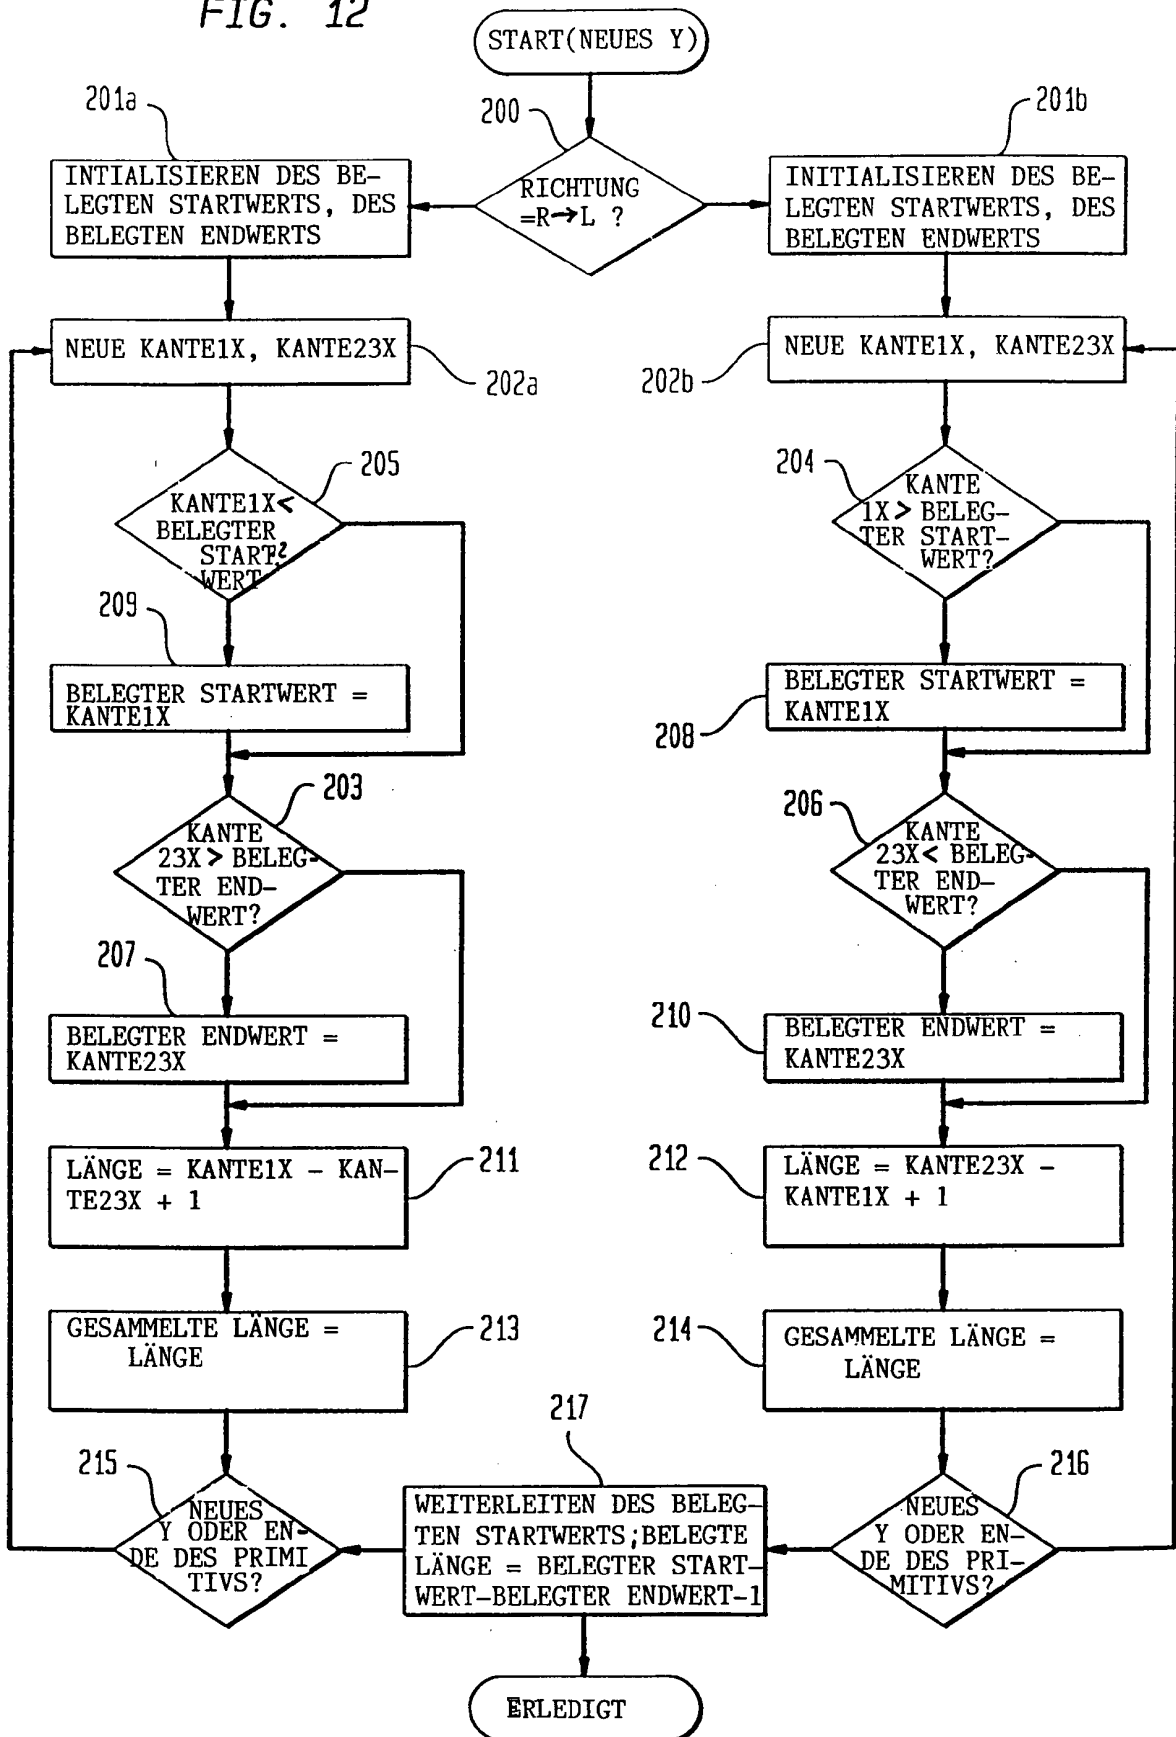 FIG. 12
START(NEUES Y)
200
RICHTUNG
=R→L ?
201a
INTIALISIEREN DES BE-
LEGTEN STARTWERTS, DES
BELEGTEN ENDWERTS
201b
INITIALISIEREN DES BE-
LEGTEN STARTWERTS, DES
BELEGTEN ENDWERTS
NEUE KANTE1X, KANTE23X
202a
NEUE KANTE1X, KANTE23X
202b
205
KANTE1X<
BELEGTER
START?
WERT
204
KANTE
1X> BELEG-
TER START-
WERT?
209
BELEGTER STARTWERT =
KANTE1X
BELEGTER STARTWERT =
KANTE1X
208
203
KANTE
23X> BELEG-
TER END-
WERT?
206
KANTE
23X< BELEG-
TER END-
WERT?
207
BELEGTER ENDWERT =
KANTE23X
210
BELEGTER ENDWERT =
KANTE23X
LÄNGE = KANTE1X - KAN-
TE23X + 1
211
212
LÄNGE = KANTE23X -
KANTE1X + 1
GESAMMELTE LÄNGE =
LÄNGE
213
214
GESAMMELTE LÄNGE =
LÄNGE
215
NEUES
Y ODER EN-
DE DES PRIMI
TIVS?
217
WEITERLEITEN DES BELEG-
TEN STARTWERTS;BELEGTE
LÄNGE = BELEGTER START-
WERT-BELEGTER ENDWERT-1
216
NEUES
Y ODER EN-
DE DES PRI-
MITIVS?
ERLEDIGT